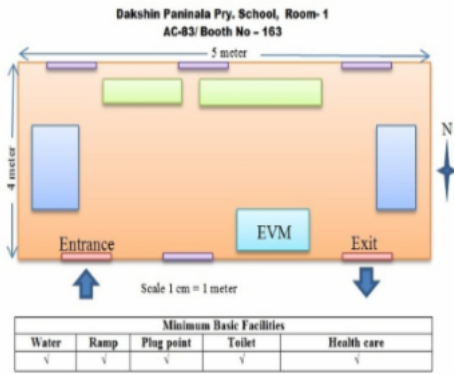 Dakshin Paninala Pry. School, Room- 1
AC-83/ Booth No – 163
5 meter
4 meter
N
EVM
Entrance
Exit
Scale 1 cm = 1 meter
Minimum Basic Facilities
Water Ramp Plug point Toilet Health care
√ √ √ √ √